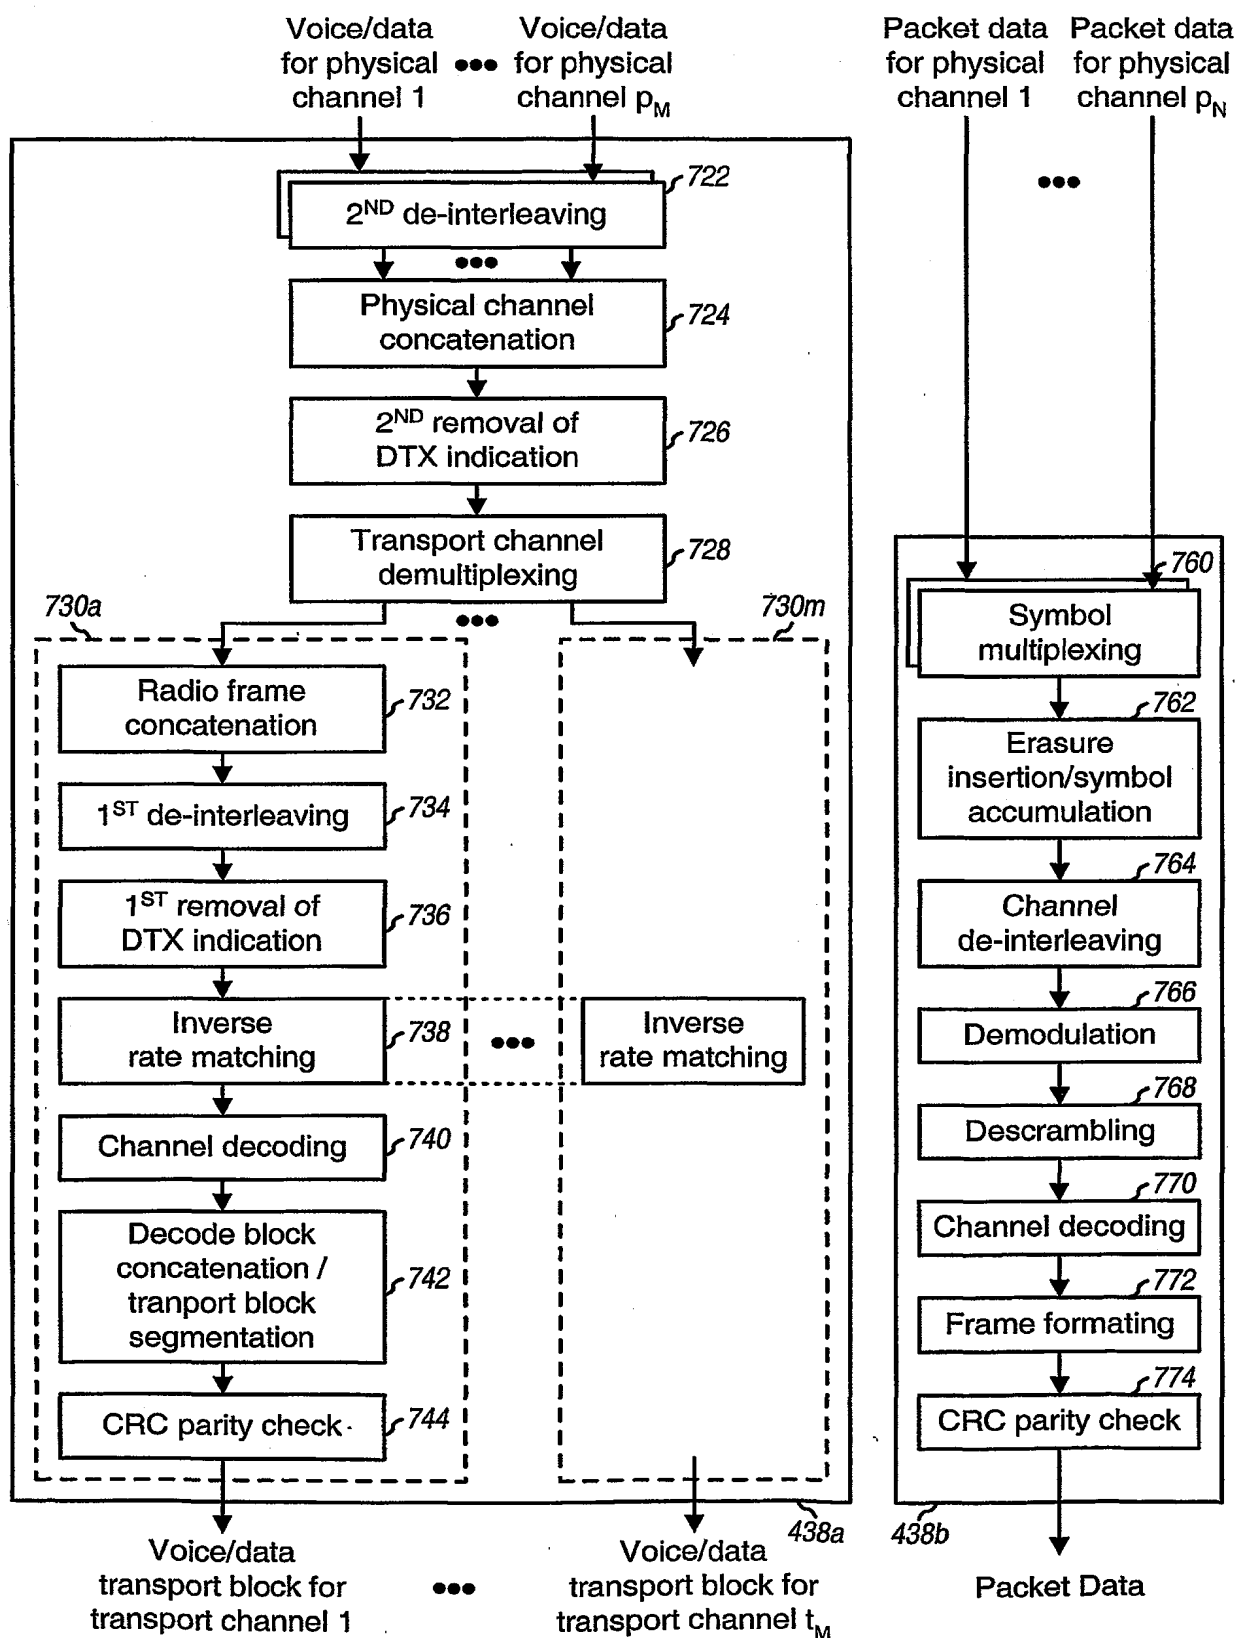 Voice/data
for physical
channel 1
•••
Voice/data
for physical
channel pM
Packet data
for physical
channel 1
•••
Packet data
for physical
channel pN
2ND de-interleaving
722
•••
Physical channel
concatenation
724
2ND removal of
DTX indication
726
Transport channel
demultiplexing
728
•••
730a
730m
Radio frame
concatenation
732
1ST de-interleaving
734
1ST removal of
DTX indication
736
Inverse
rate matching
738
•••
Inverse
rate matching
Channel decoding
740
Decode block
concatenation /
tranport block
segmentation
742
CRC parity check
744
438a
Voice/data
transport block for
transport channel 1
•••
Voice/data
transport block for
transport channel tM
760
Symbol
multiplexing
762
Erasure
insertion/symbol
accumulation
764
Channel
de-interleaving
766
Demodulation
768
Descrambling
770
Channel decoding
772
Frame formating
774
CRC parity check
438b
Packet Data